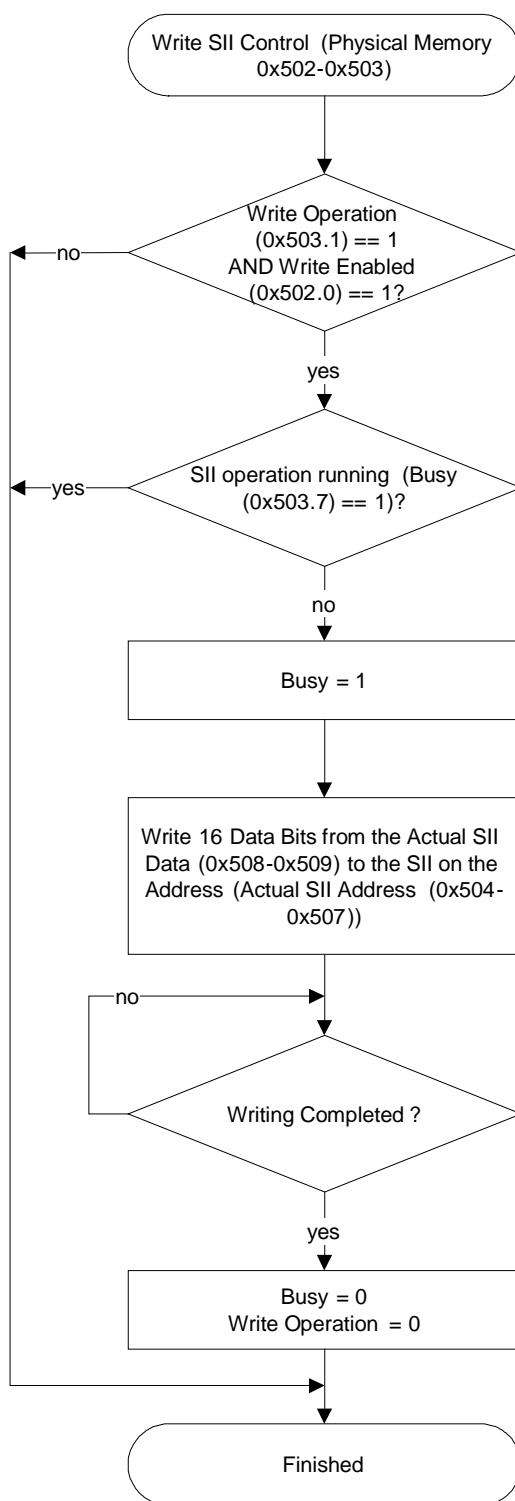 Write SII Control (Physical Memory
0x502-0x503)
Write Operation
(0x503.1) == 1
AND Write Enabled
(0x502.0) == 1?
no
yes
SII operation running (Busy
(0x503.7) == 1)?
yes
no
Busy = 1
Write 16 Data Bits from the Actual SII
Data (0x508-0x509) to the SII on the
Address (Actual SII Address (0x504-
0x507))
no
Writing Completed ?
yes
Busy = 0
Write Operation = 0
Finished